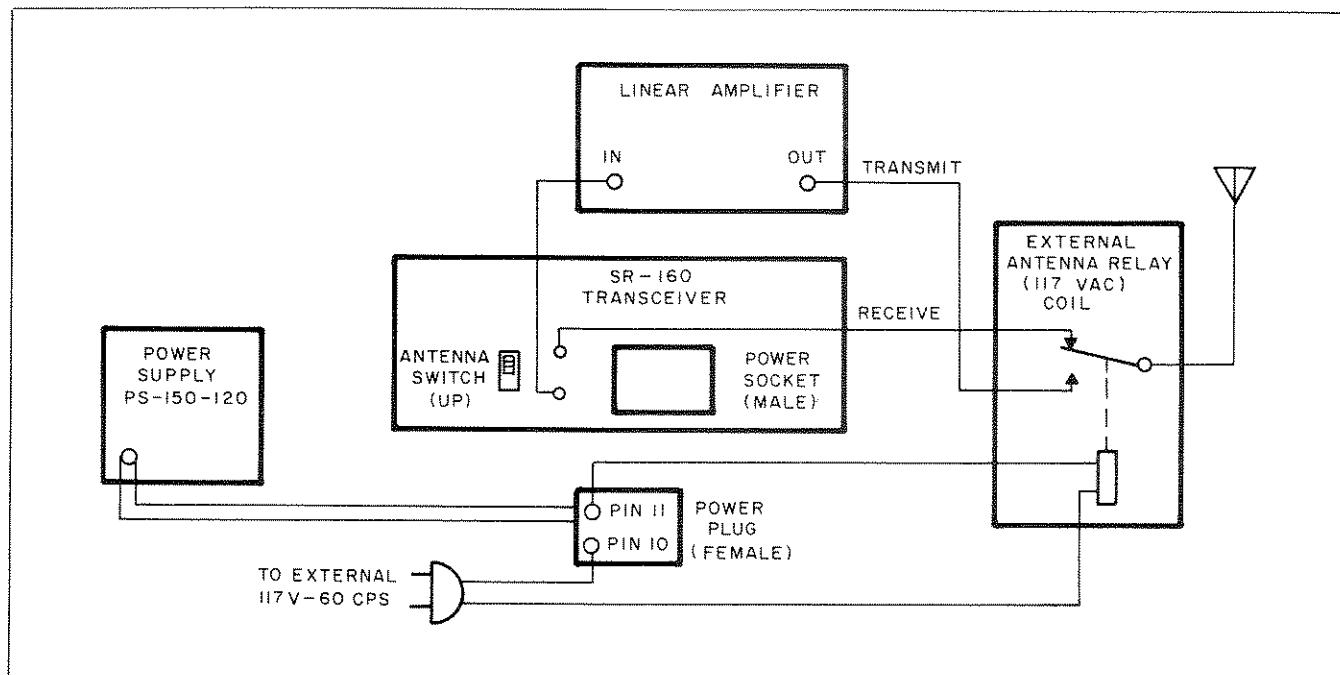 LINEAR AMPLIFIER
IN
OUT
TRANSMIT
EXTERNAL
ANTENNA RELAY
(117 VAC)
COIL
SR-160
TRANSCEIVER
RECEIVE
ANTENNA
SWITCH
(UP)
POWER
SOCKET
(MALE)
POWER
SUPPLY
PS-150-120
PIN 11
PIN 10
POWER
PLUG
(FEMALE)
TO EXTERNAL
117V-60 CPS